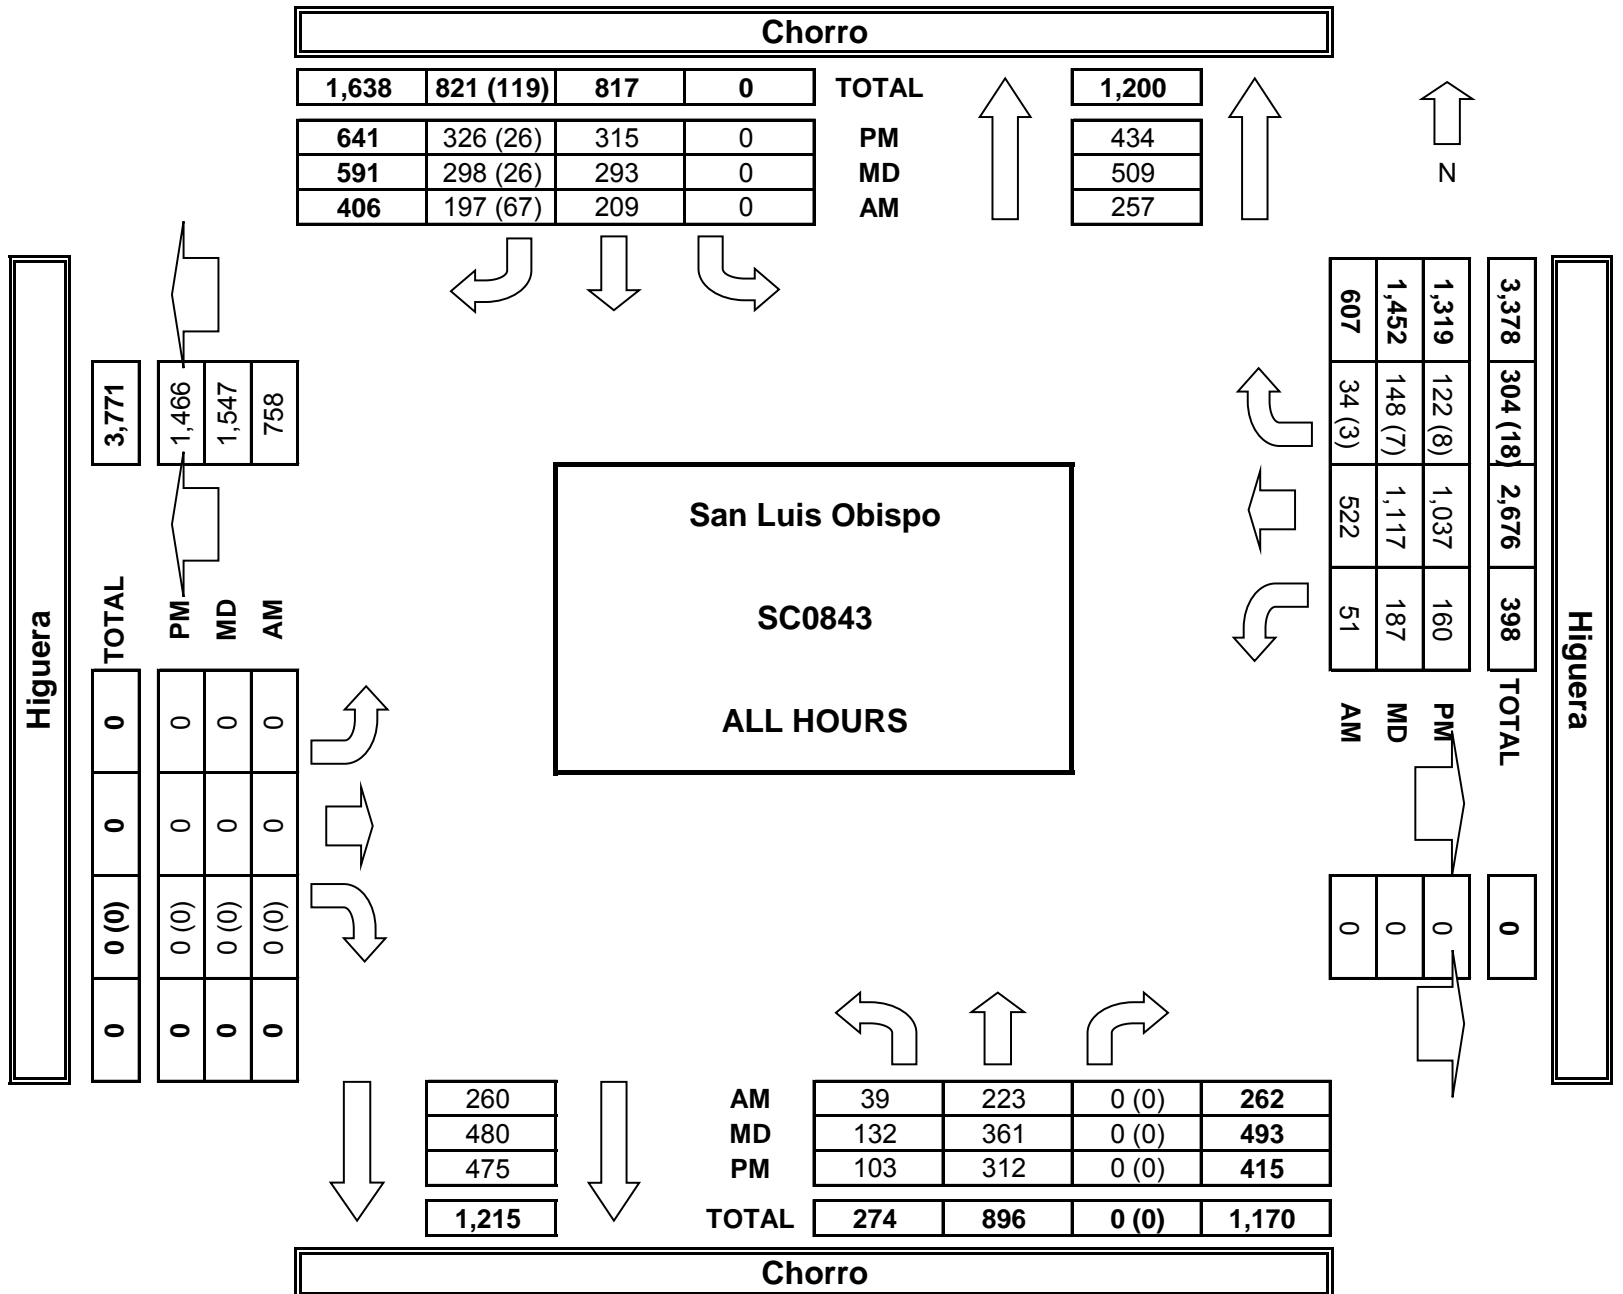 Chorro
1,638 821 (119) 817 0 TOTAL 1,200
641 326 (26) 315 0 PM 434
591 298 (26) 293 0 MD 509
406 197 (67) 209 0 AM 257
N
Higuera
3,771
1,466
1,547
758
TOTAL
PM
MD
AM
0 0 0 0
0 0 0 0
0 (0) 0 (0) 0 (0) 0 (0)
0 0 0 0
San Luis Obispo
SC0843
ALL HOURS
3,378 304 (18) 2,676 398 TOTAL
1,319 122 (8) 1,037 160 PM
1,452 148 (7) 1,117 187 MD
607 34 (3) 522 51 AM
0 0 0 0
Higuera
260 AM 39 223 0 (0) 262
480 MD 132 361 0 (0) 493
475 PM 103 312 0 (0) 415
1,215 TOTAL 274 896 0 (0) 1,170
Chorro